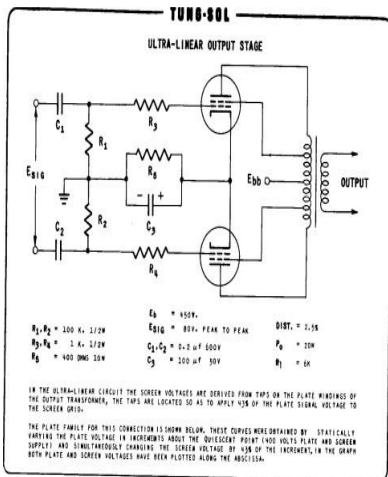 TUNG-SOL
ULTRA-LINEAR OUTPUT STAGE
C1
R1
R3
ESIG
R5
Ebb
OUTPUT
- +
C3
R2
C2
R4
R1,R2 = 100 K. 1/2W
R3,R4 = 1 K. 1/2W
R5 = 400 OHMS 10W
Eb = 450V.
ESIG = 80V. PEAK TO PEAK
C1,C2 = 0.2 µf 600V
C3 = 100 µf 50V
DIST. = 2.5%
Po = 20W
= 6K
IN THE ULTRA-LINEAR CIRCUIT THE SCREEN VOLTAGES ARE DERIVED FROM TAPS ON THE PLATE WINDINGS OF
THE OUTPUT TRANSFORMER, THE TAPS ARE LOCATED SO AS TO APPLY 43% OF THE PLATE SIGNAL VOLTAGE TO
THE SCREEN GRID.
THE PLATE FAMILY FOR THIS CONNECTION IS SHOWN BELOW. THESE CURVES WERE OBTAINED BY STATICALLY
VARYING THE PLATE VOLTAGE IN INCREMENTS ABOUT THE QUIESCENT POINT (400 VOLTS PLATE AND SCREEN
SUPPLY) AND SIMULTANEOUSLY CHANGING THE SCREEN VOLTAGE BY 43% OF THE INCREMENT, IN THE GRAPH
BOTH PLATE AND SCREEN VOLTAGES HAVE BEEN PLOTTED ALONG THE ABSCISSA.